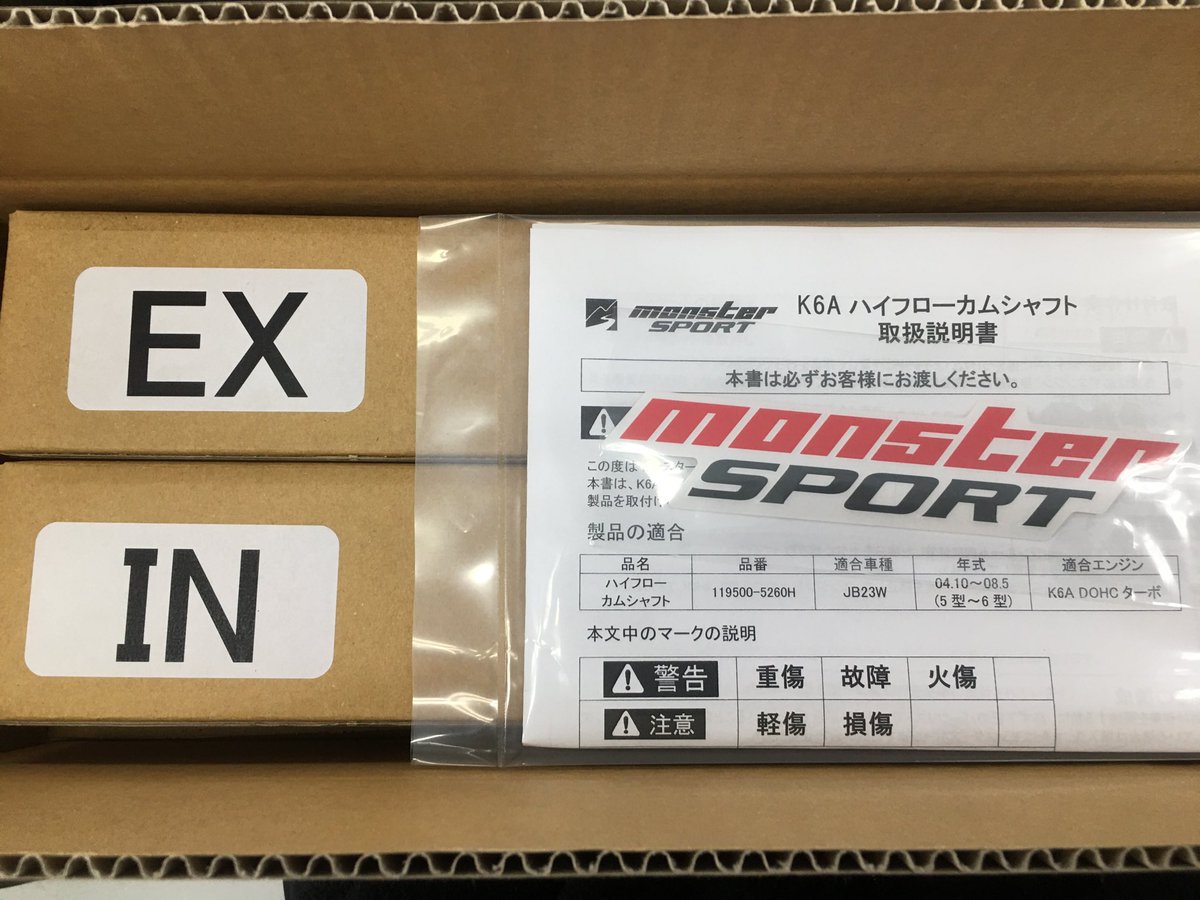 EX
IN
monster SPORT
K6A ハイフローカムシャフト
取扱説明書
本書は必ずお客様にお渡しください。
monster
SPORT
この度は
本書は、K6A
製品を取付け
製品の適合
品名 品番 適合車種 年式 適合エンジン
ハイフローカムシャフト 119500-5260H JB23W 04.10～08.5 (5型～6型) K6A DOHC ターボ
本文中のマークの説明
警告 重傷 故障 火傷
注意 軽傷 損傷